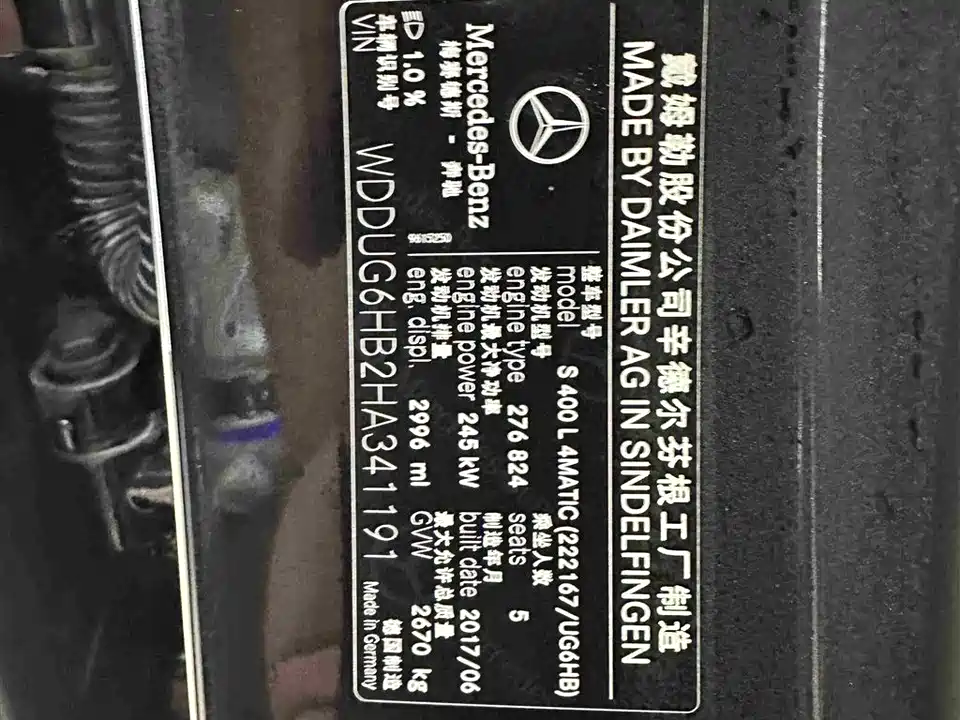 戴姆勒股份公司辛德尔芬根工厂制造
MADE BY DAIMLER AG IN SINDELFINGEN
Mercedes-Benz
梅赛德斯 - 奔驰
1.0 %
整车型号
model S 400 L 4MATIC (222167/UG6HB)
发动机型号 乘坐人数
engine type 276 824 seats 5
发动机最大净功率 制造年月
engine power 245 kW built date 2017/06
发动机排量 最大允许总质量
eng. displ. 2996 ml GVW 2670 kg
车辆识别号 德国制造
VIN WDDUG6HB2HA341191 Made in Germany